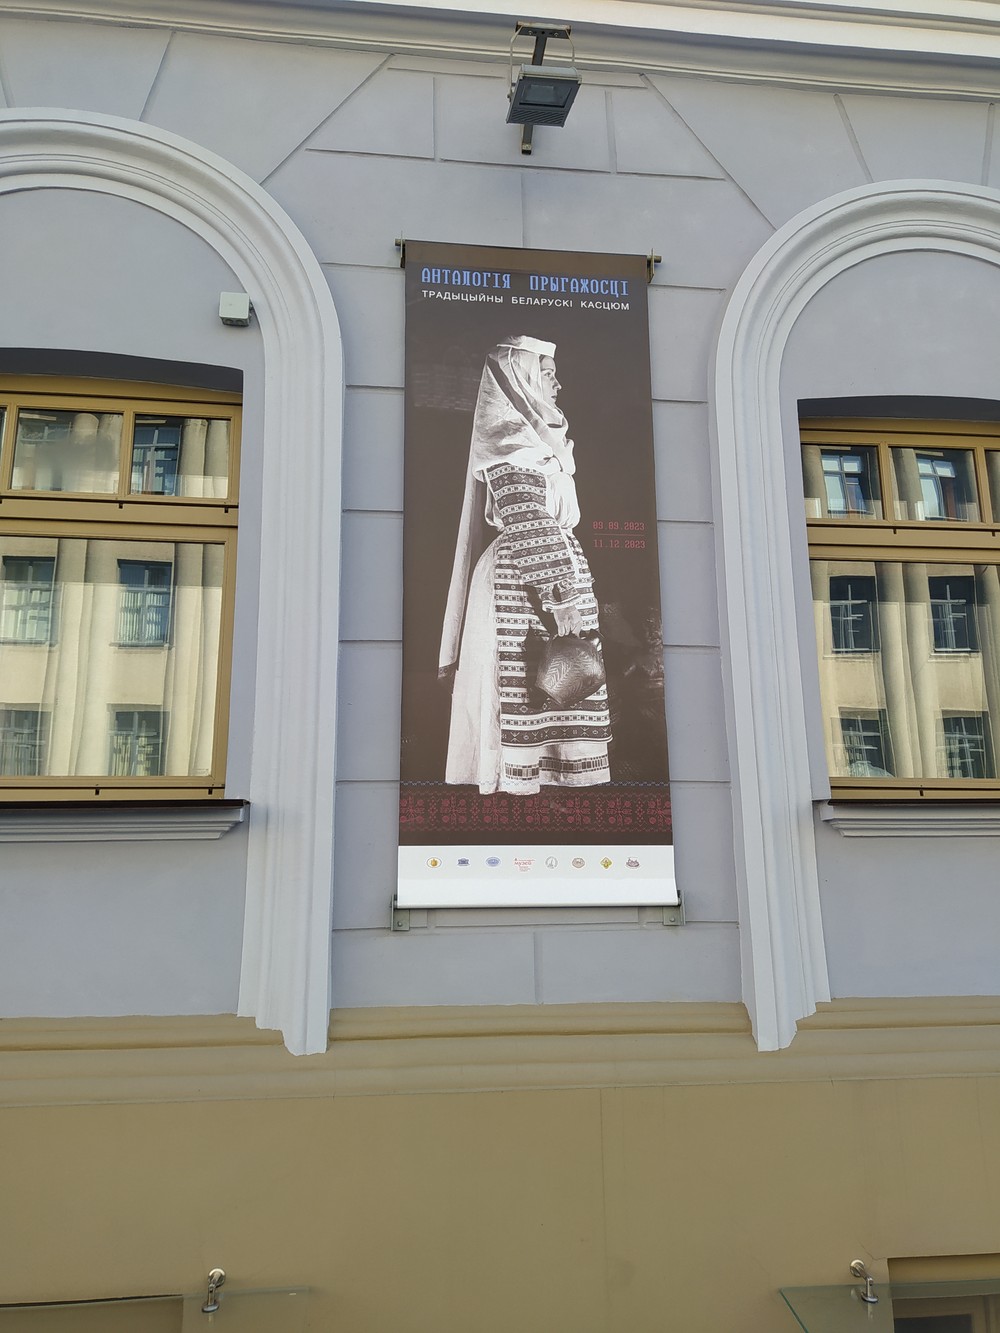 АНТАЛОГІЯ ПРЫГАЖОСЦІ
ТРАДЫЦЫЙНЫ БЕЛАРУСКІ КАСЦЮМ
09.09.2023
11.12.2023